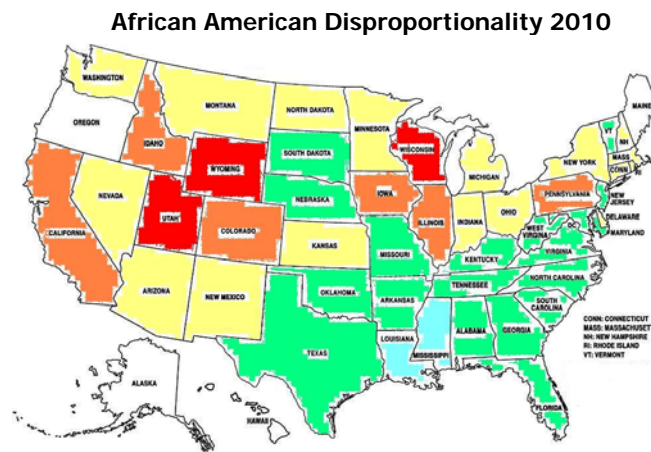 African American Disproportionality 2010
WASHINGTON
MONTANA
NORTH DAKOTA
MINNESOTA
MAINE
VT
NH
OREGON
IDAHO
WYOMING
SOUTH DAKOTA
WISCONSIN
MICHIGAN
NEW YORK
MASS
CONN
NEVADA
UTAH
COLORADO
NEBRASKA
IOWA
ILLINOIS
INDIANA
OHIO
PENNSYLVANIA
NEW
JERSEY
DELAWARE
MARYLAND
DC
CALIFORNIA
KANSAS
MISSOURI
KENTUCKY
WEST
VIRGINIA
VIRGINIA
ARIZONA
NEW MEXICO
OKLAHOMA
ARKANSAS
TENNESSEE
NORTH CAROLINA
SOUTH
CAROLINA
TEXAS
LOUISIANA
MISSISSIPPI
ALABAMA
GEORGIA
FLORIDA
ALASKA
HAWAII
CONN: CONNECTICUT
MASS: MASSACHUSET
NH: NEW HAMPSHIRE
RI: RHODE ISLAND
VT: VERMONT